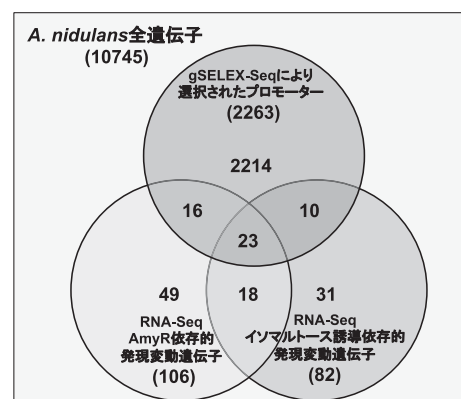 A. nidulans全遺伝子
(10745)
gSELEX-Seqにより
選択されたプロモーター
(2263)
2214
16
10
23
49
18
31
RNA-Seq
AmyR依存的
発現変動遺伝子
(106)
RNA-Seq
イソマルトース誘導依存的
発現変動遺伝子
(82)